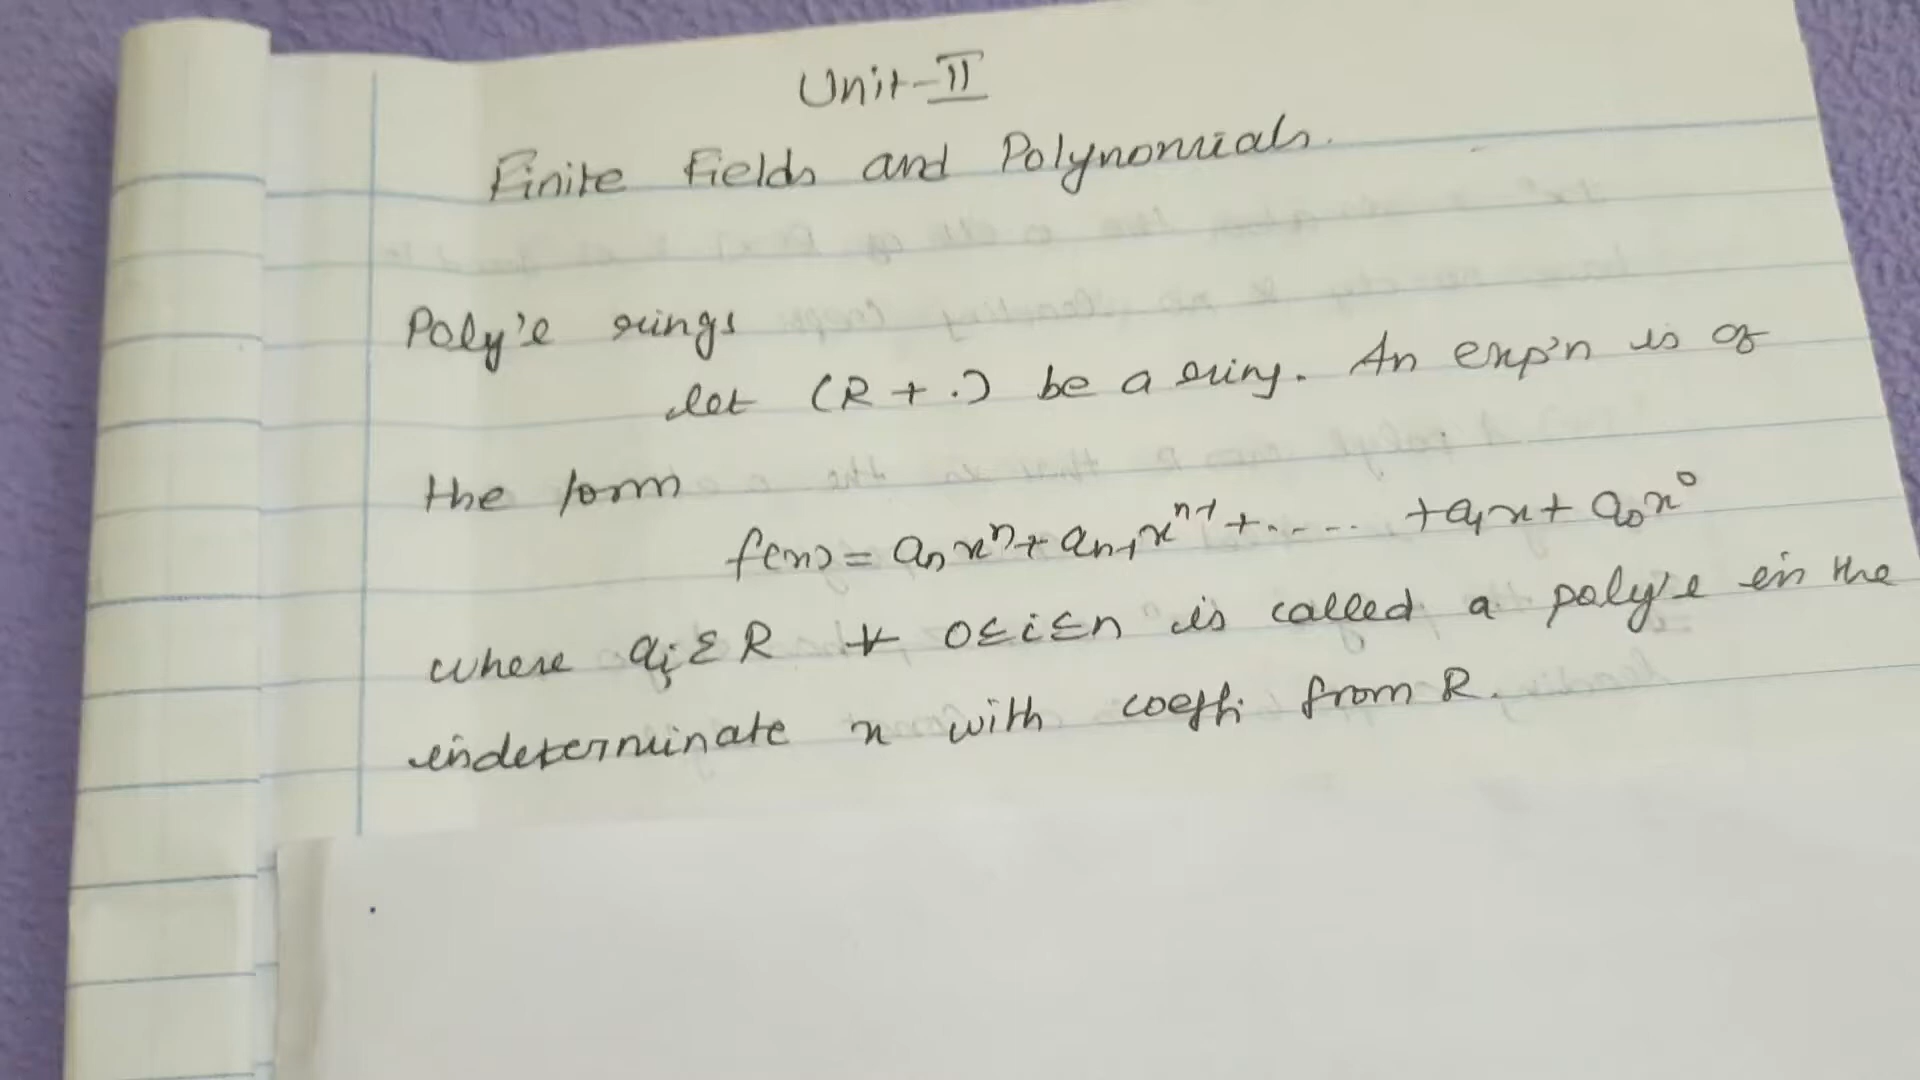 Unit-II
Finite Fields and Polynomials.
Poly'l rings
let (R + .) be a ring. An exp'n is of
the form
f(x) = aₙxⁿ + aₙ₋₁xⁿ⁻¹ + ..... + a₁x + a₀x⁰
where aᵢ ε R ∀ 0≤i≤n is called a poly'l in the
indeterminate x with coeffi from R.